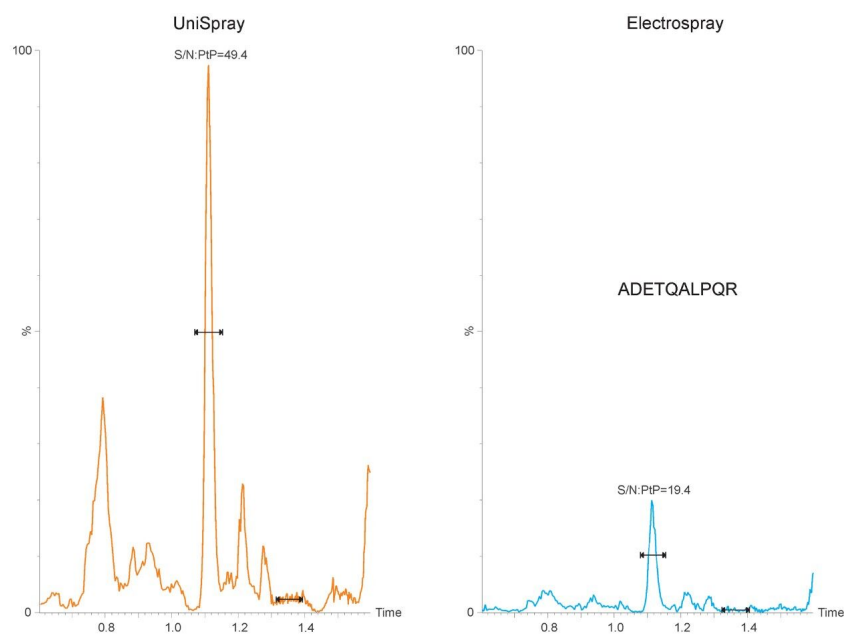 UniSpray
100
S/N:PtP=49.4
%
0
0.8
1.0
1.2
1.4
Time
Electrospray
100
ADETQALPQR
%
S/N:PtP=19.4
0
0.8
1.0
1.2
1.4
Time